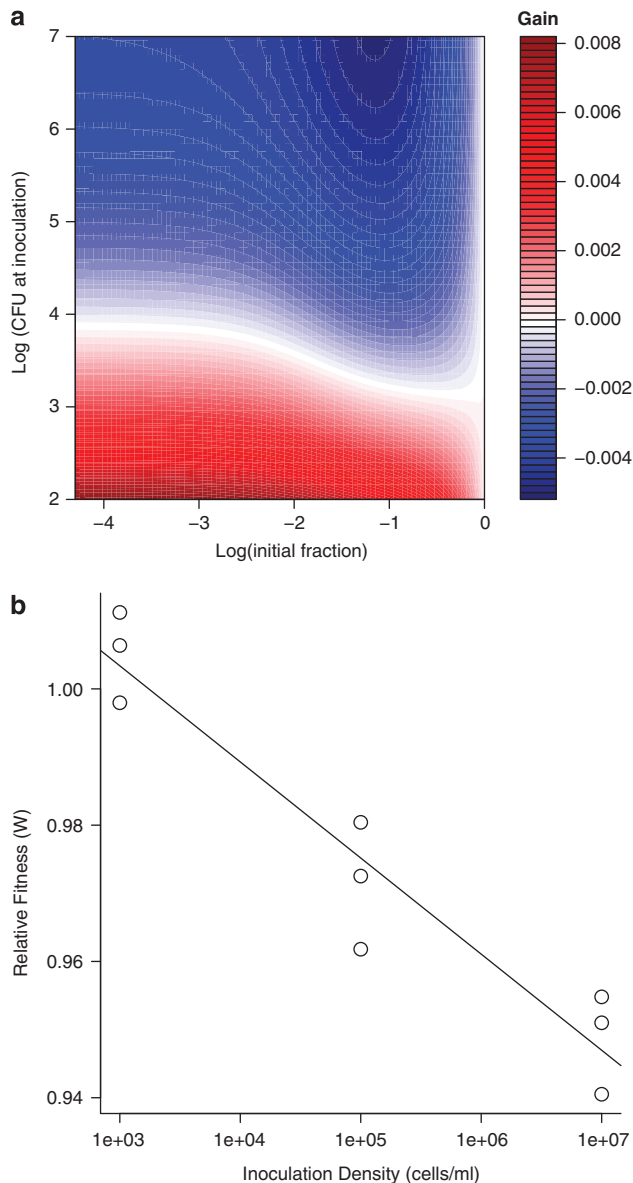 a
Gain
7
6
5
4
3
2
Log (CFU at inoculation)
−4 −3 −2 −1 0
Log(initial fraction)
0.008
0.006
0.004
0.002
0.000
−0.002
−0.004
b
1.00
0.98
0.96
0.94
Relative Fitness (W)
1e+03 1e+04 1e+05 1e+06 1e+07
Inoculation Density (cells/ml)